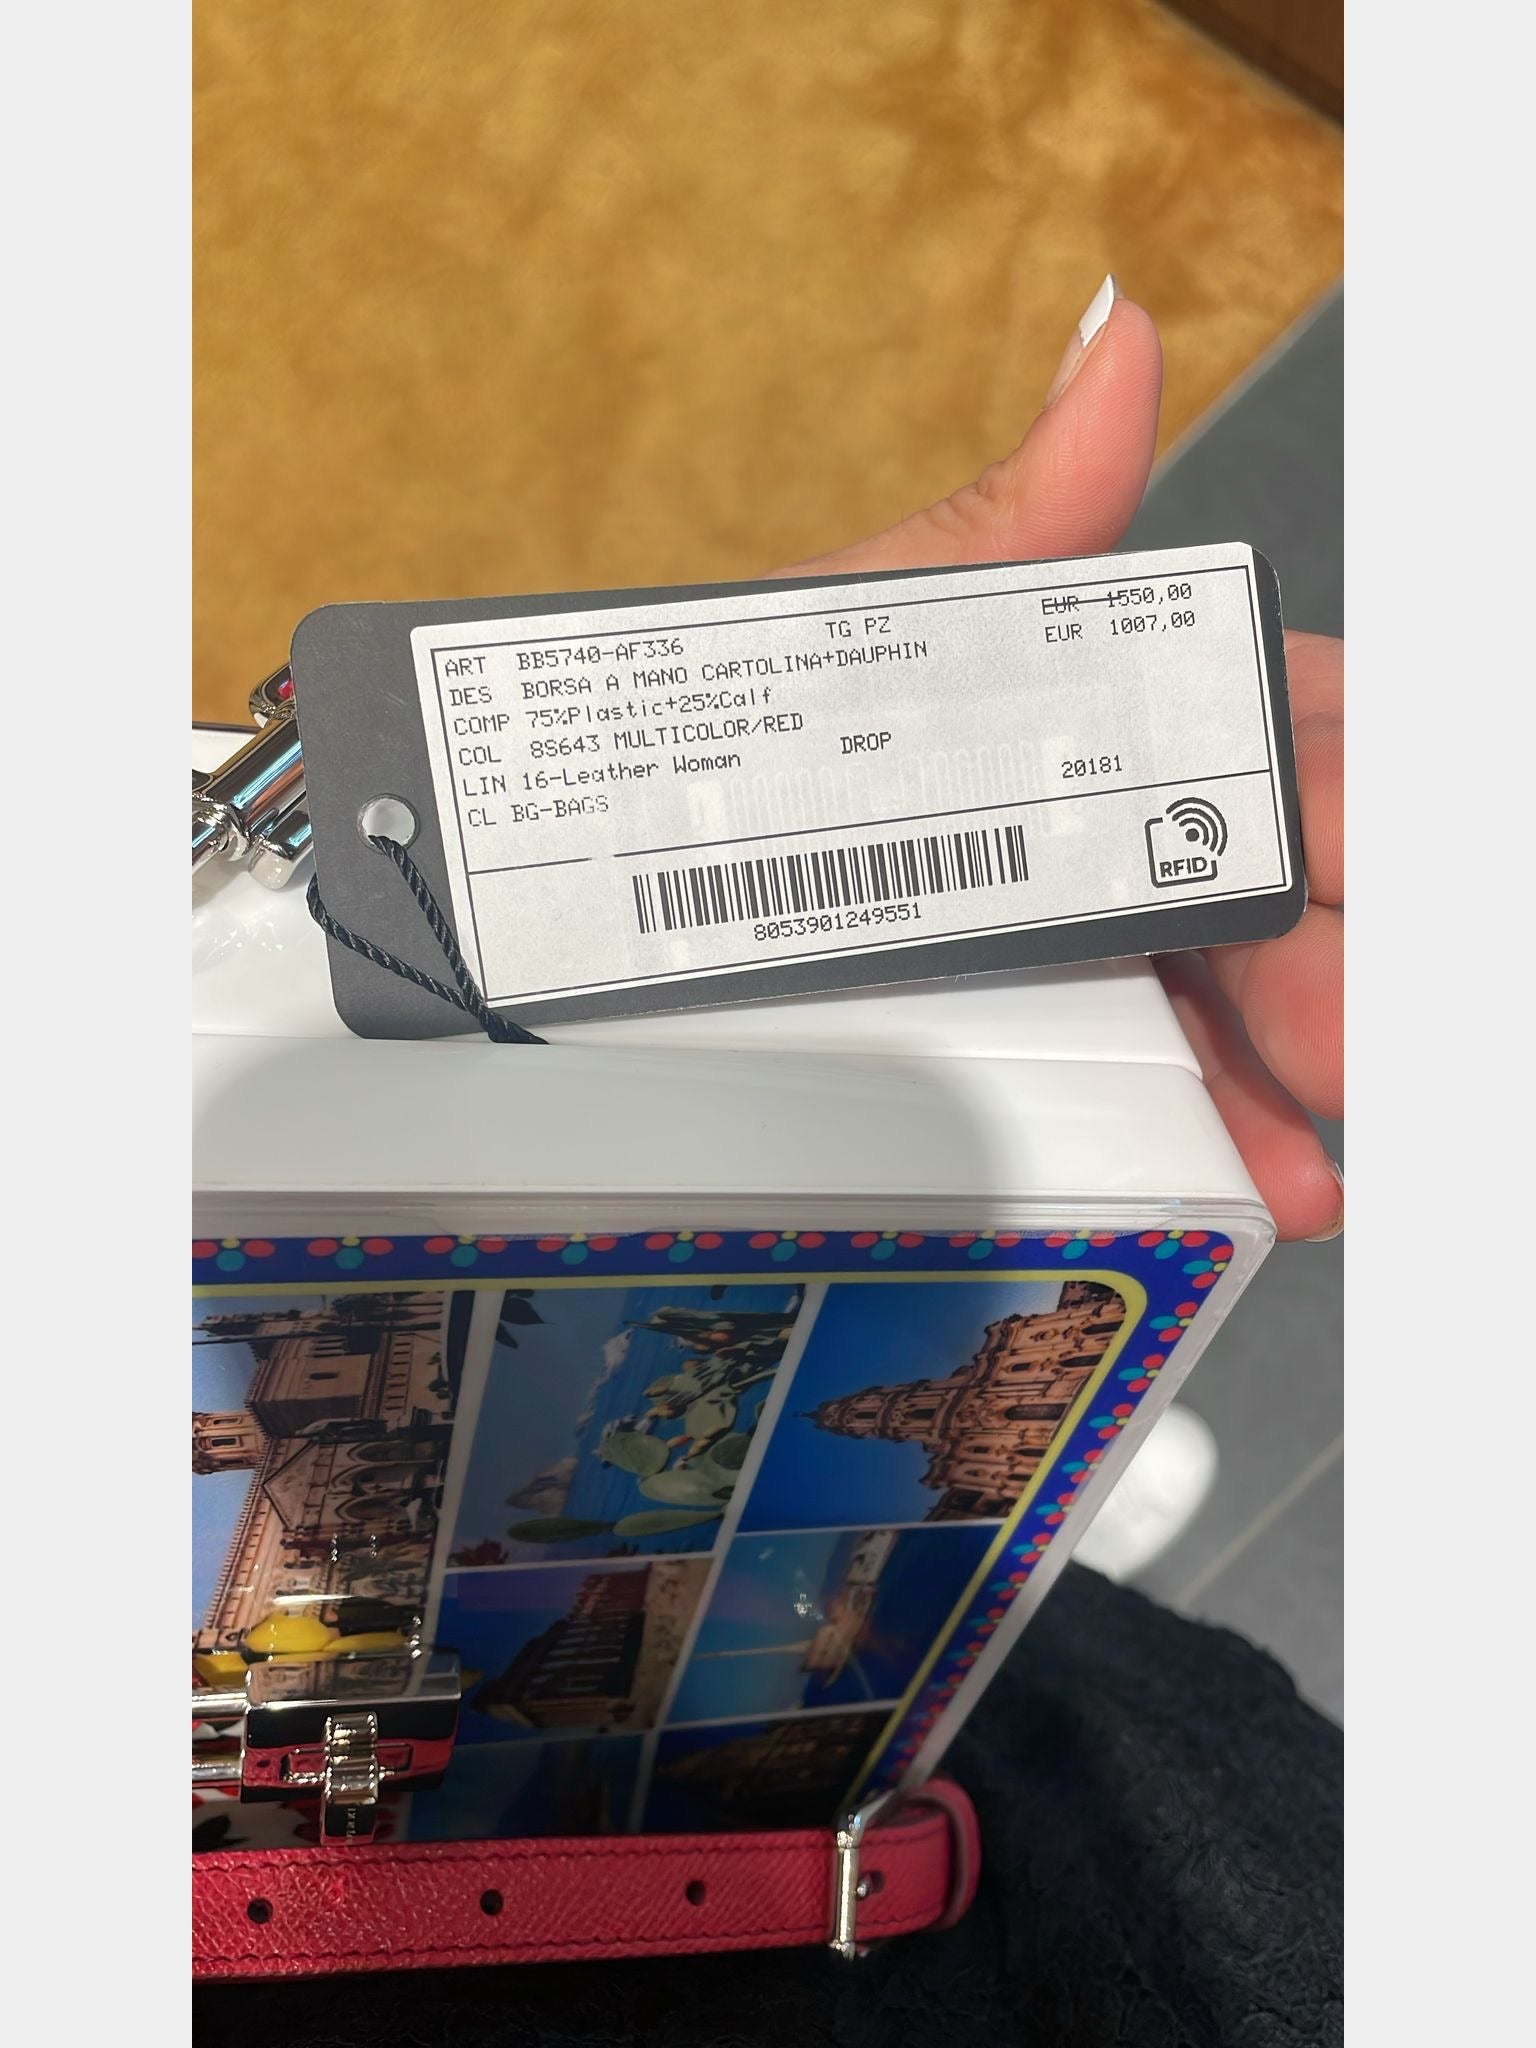 ART BB5740-AF336 TG PZ EUR 1550,00
DES BORSA A MANO CARTOLINA+DAUPHIN EUR 1007,00
COMP 75%Plastic+25%Calf
COL 8S643 MULTICOLOR/RED
LIN 16-Leather Woman DROP
CL BG-BAGS 20181
8053901249551
RFID